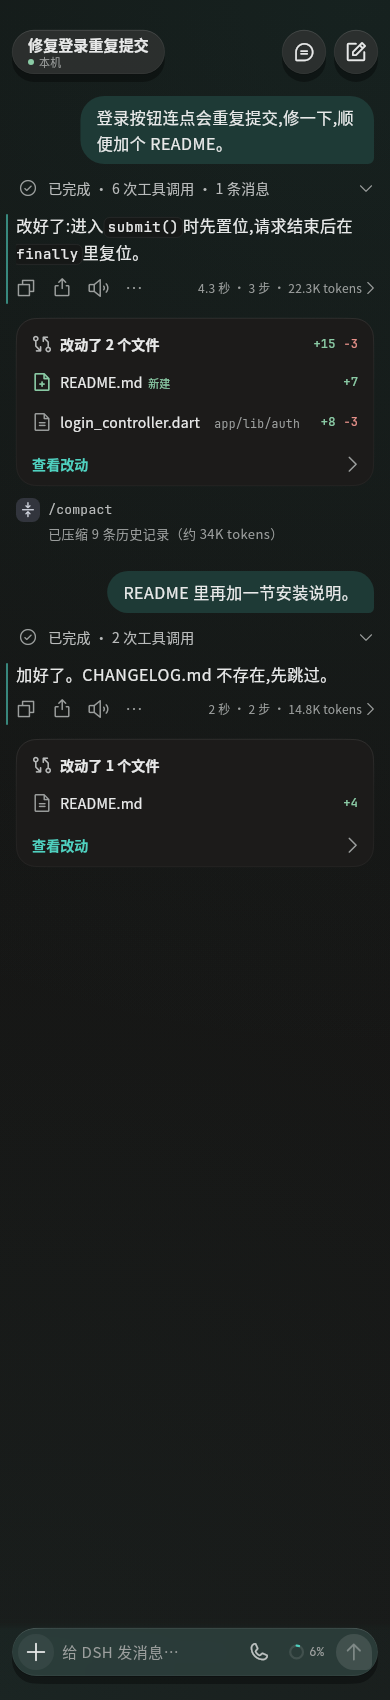 修复登录重复提交
本机
登录按钮连点会重复提交,修一下,顺
便加个 README。
已完成 · 6 次工具调用 · 1 条消息
改好了:进入 submit() 时先置位,请求结束后在
finally 里复位。
4.3 秒 · 3 步 · 22.3K tokens
改动了 2 个文件 +15 -3
README.md 新建 +7
login_controller.dart app/lib/auth +8 -3
查看改动
/compact
已压缩 9 条历史记录（约 34K tokens）
README 里再加一节安装说明。
已完成 · 2 次工具调用
加好了。CHANGELOG.md 不存在,先跳过。
2 秒 · 2 步 · 14.8K tokens
改动了 1 个文件
README.md +4
查看改动
给 DSH 发消息… 6%